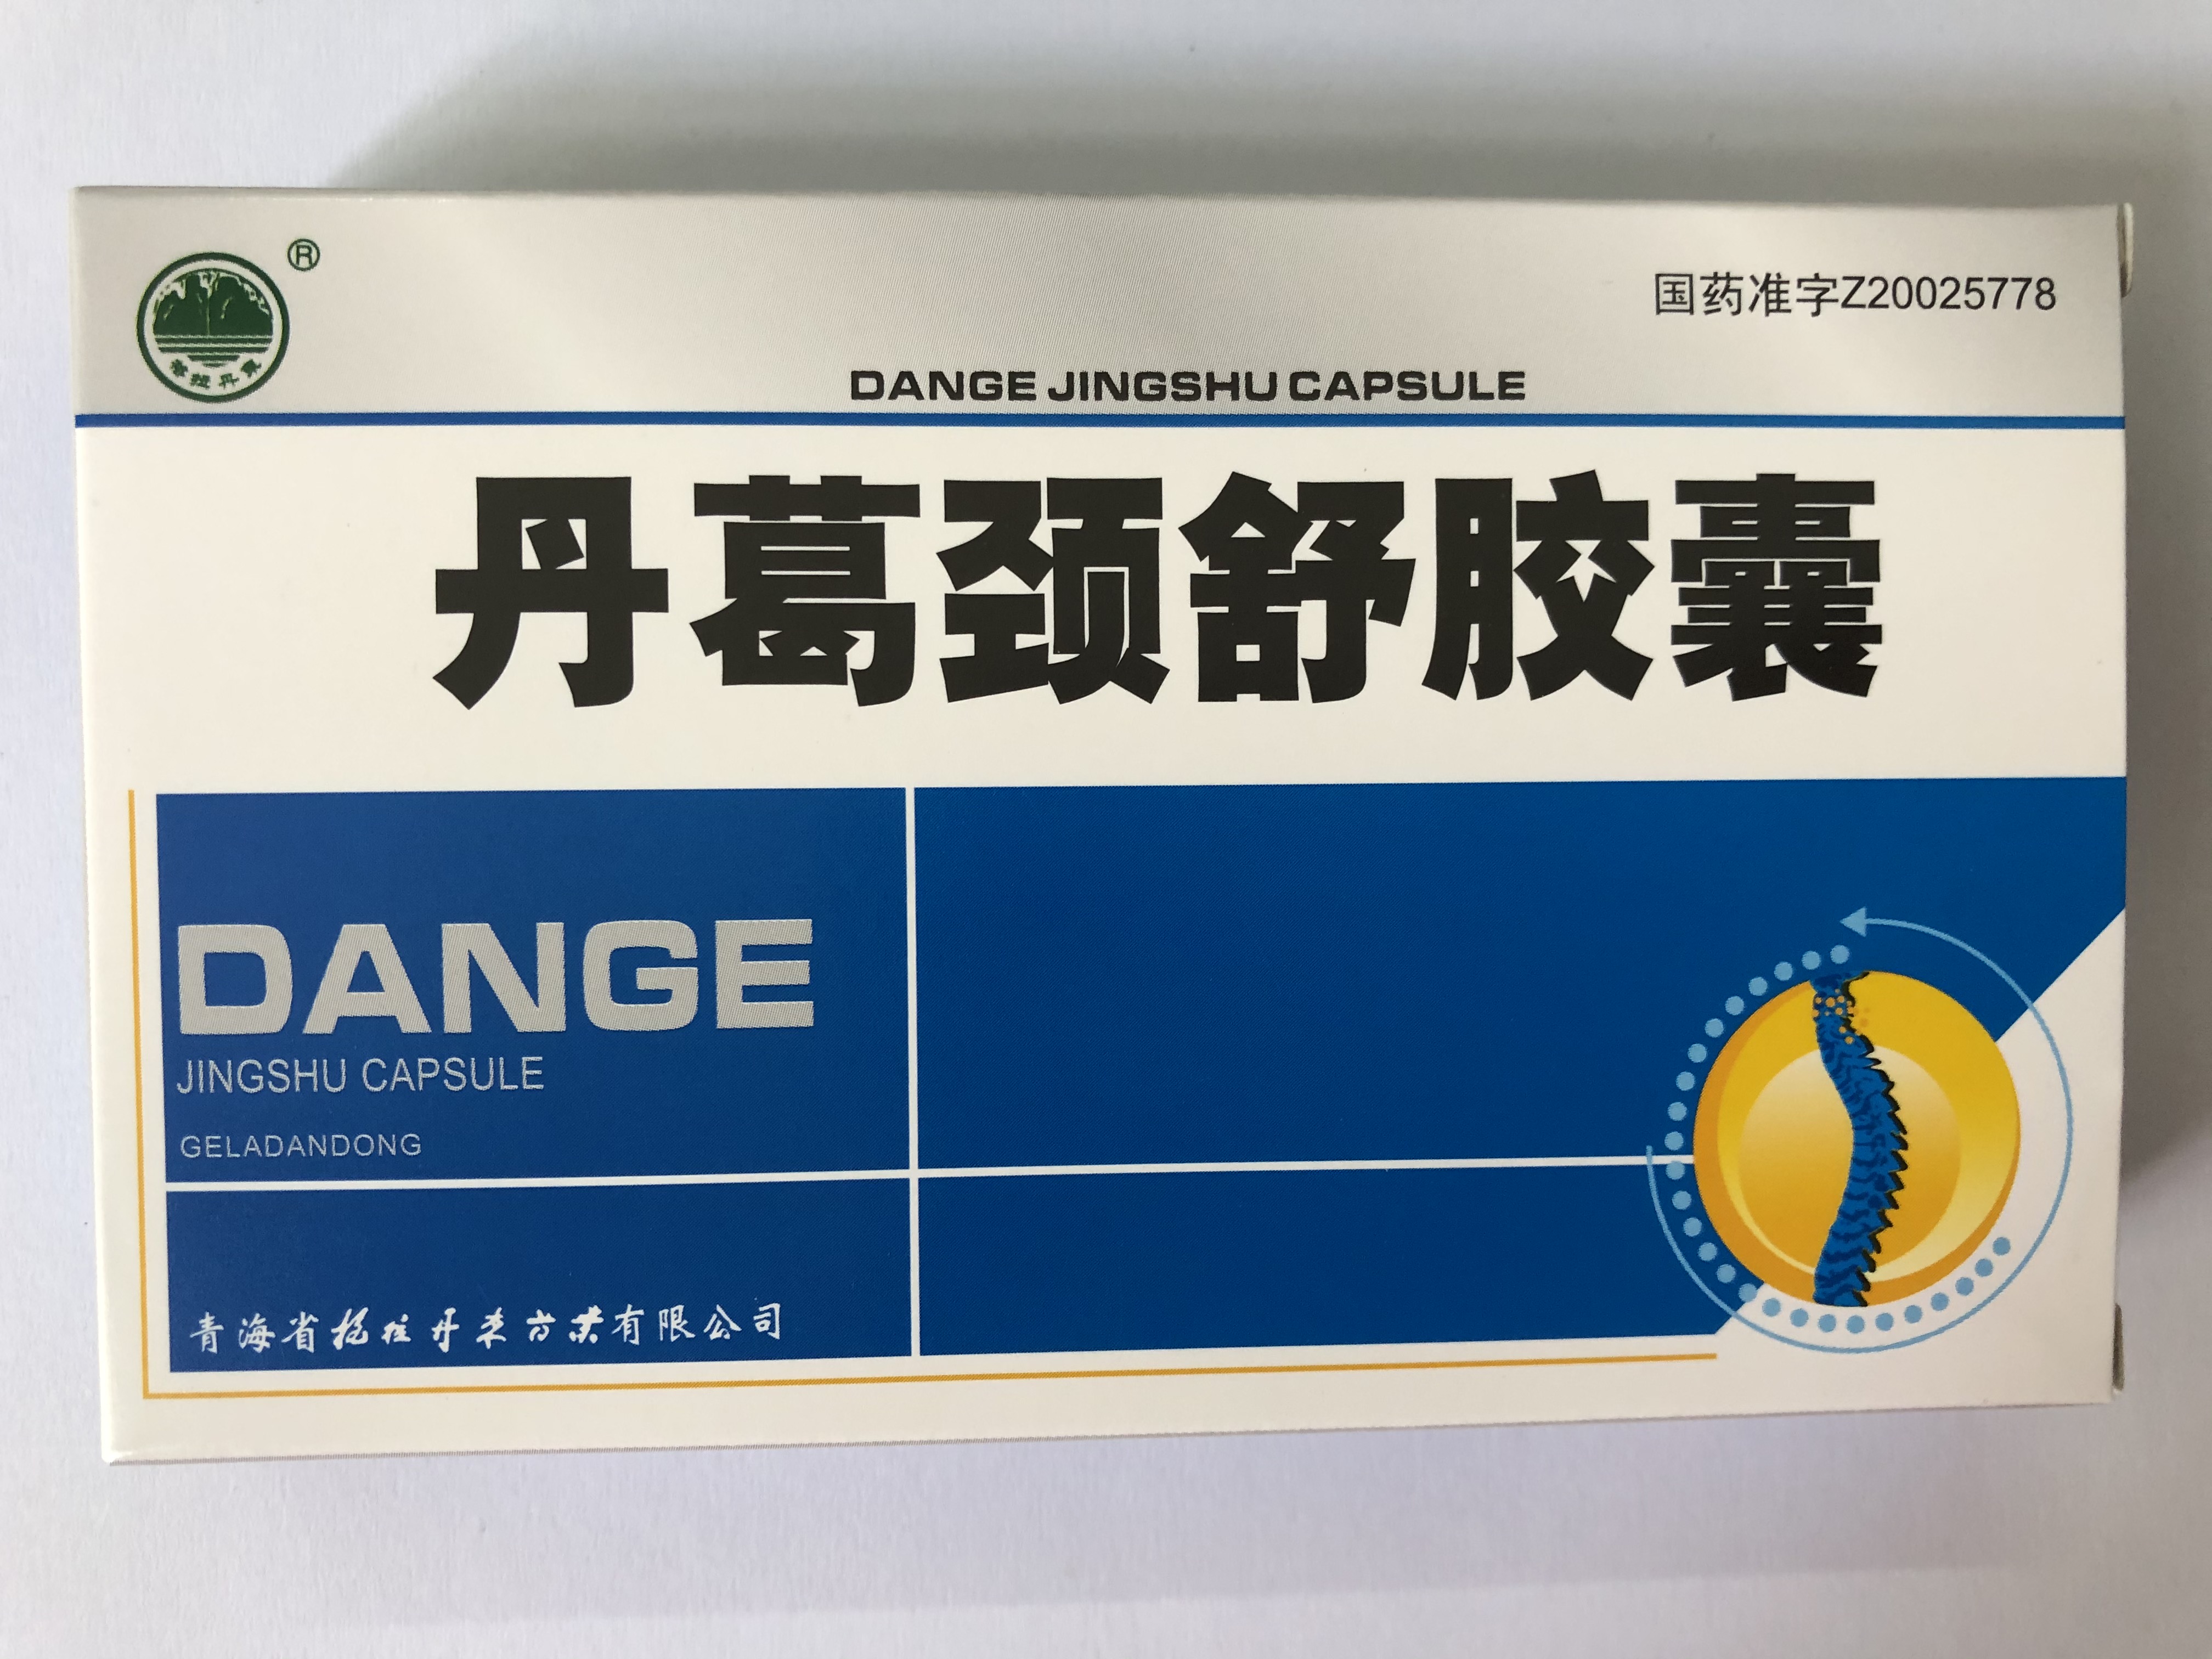 ®
国药准字Z20025778
DANGE JINGSHU CAPSULE
丹葛颈舒胶囊
DANGE
JINGSHU CAPSULE
GELADANDONG
青海省格拉丹东药业有限公司